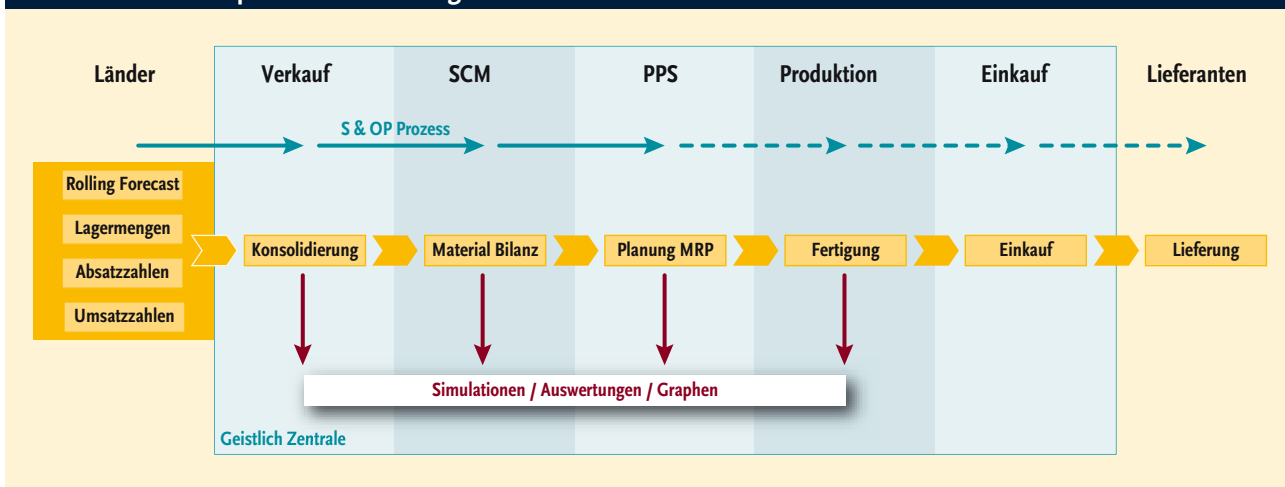 Länder
Verkauf
SCM
PPS
Produktion
Einkauf
Lieferanten
S & OP Prozess
Rolling Forecast
Lagermengen
Absatzzahlen
Umsatzzahlen
Konsolidierung
Material Bilanz
Planung MRP
Fertigung
Einkauf
Lieferung
Simulationen / Auswertungen / Graphen
Geistlich Zentrale